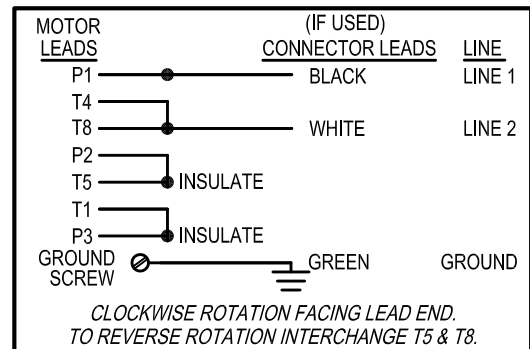 MOTOR LEADS (IF USED) CONNECTOR LEADS LINE
P1 BLACK LINE 1
T4
T8 WHITE LINE 2
P2
T5 INSULATE
T1
P3 INSULATE
GROUND SCREW GREEN GROUND
CLOCKWISE ROTATION FACING LEAD END.
TO REVERSE ROTATION INTERCHANGE T5 & T8.